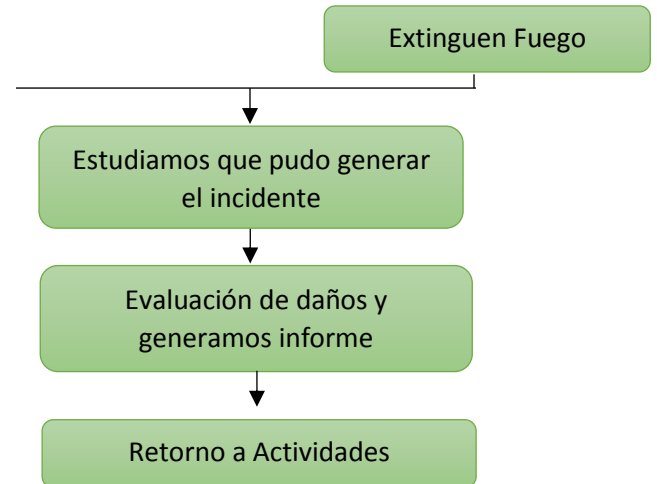 Extinguen Fuego
Estudiamos que pudo generar
el incidente
Evaluación de daños y
generamos informe
Retorno a Actividades